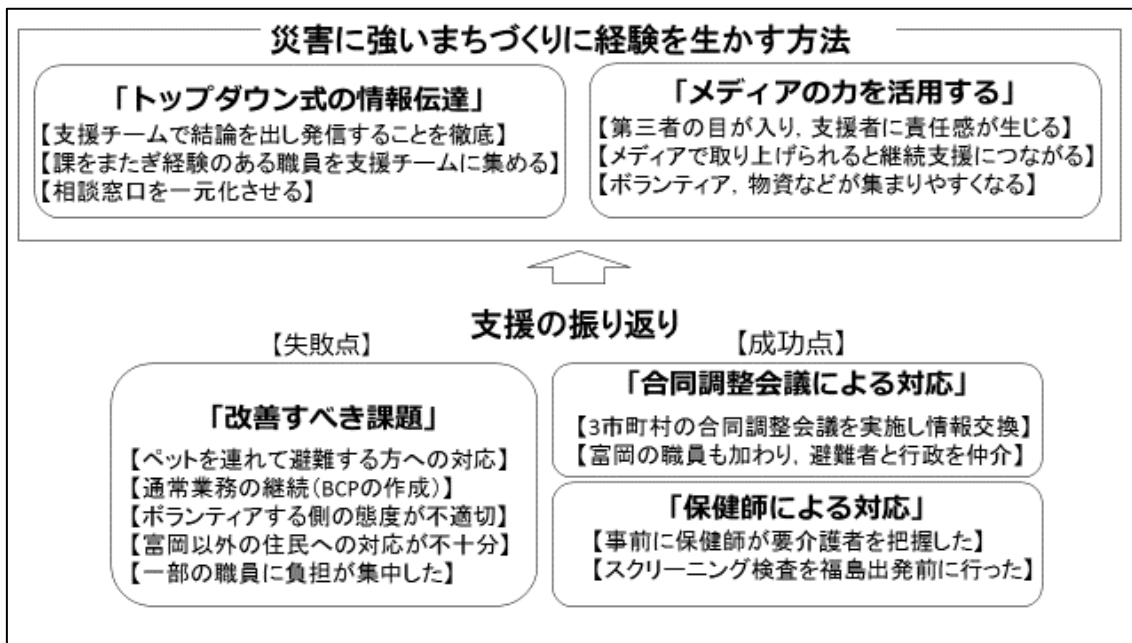 災害に強いまちづくりに経験を生かす方法
「トップダウン式の情報伝達」
【支援チームで結論を出し発信することを徹底】
【課をまたぎ経験のある職員を支援チームに集める】
【相談窓口を一元化させる】
「メディアの力を活用する」
【第三者の目が入り，支援者に責任感が生じる】
【メディアで取り上げられると継続支援につながる】
【ボランティア，物資などが集まりやすくなる】
支援の振り返り
【失敗点】
「改善すべき課題」
【ペットを連れて避難する方への対応】
【通常業務の継続（BCPの作成）】
【ボランティアする側の態度が不適切】
【富岡以外の住民への対応が不十分】
【一部の職員に負担が集中した】
【成功点】
「合同調整会議による対応」
【3市町村の合同調整会議を実施し情報交換】
【富岡の職員も加わり，避難者と行政を仲介】
「保健師による対応」
【事前に保健師が要介護者を把握した】
【スクリーニング検査を福島出発前に行った】